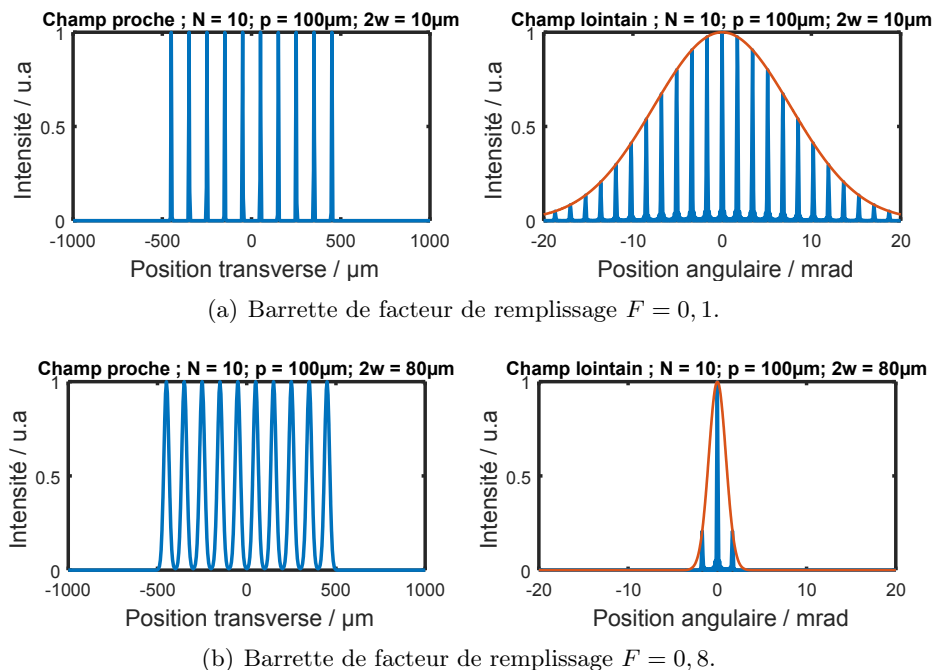 Champ proche ; N = 10; p = 100µm; 2w = 10µm
Champ lointain ; N = 10; p = 100µm; 2w = 10µm
Intensité / u.a
1
0.5
0
-1000
-500
0
500
1000
Position transverse / µm
Intensité / u.a
1
0.5
0
-20
-10
0
10
20
Position angulaire / mrad
(a) Barrette de facteur de remplissage F = 0, 1.
Champ proche ; N = 10; p = 100µm; 2w = 80µm
Champ lointain ; N = 10; p = 100µm; 2w = 80µm
Intensité / u.a
1
0.5
0
-1000
-500
0
500
1000
Position transverse / µm
Intensité / u.a
1
0.5
0
-20
-10
0
10
20
Position angulaire / mrad
(b) Barrette de facteur de remplissage F = 0, 8.